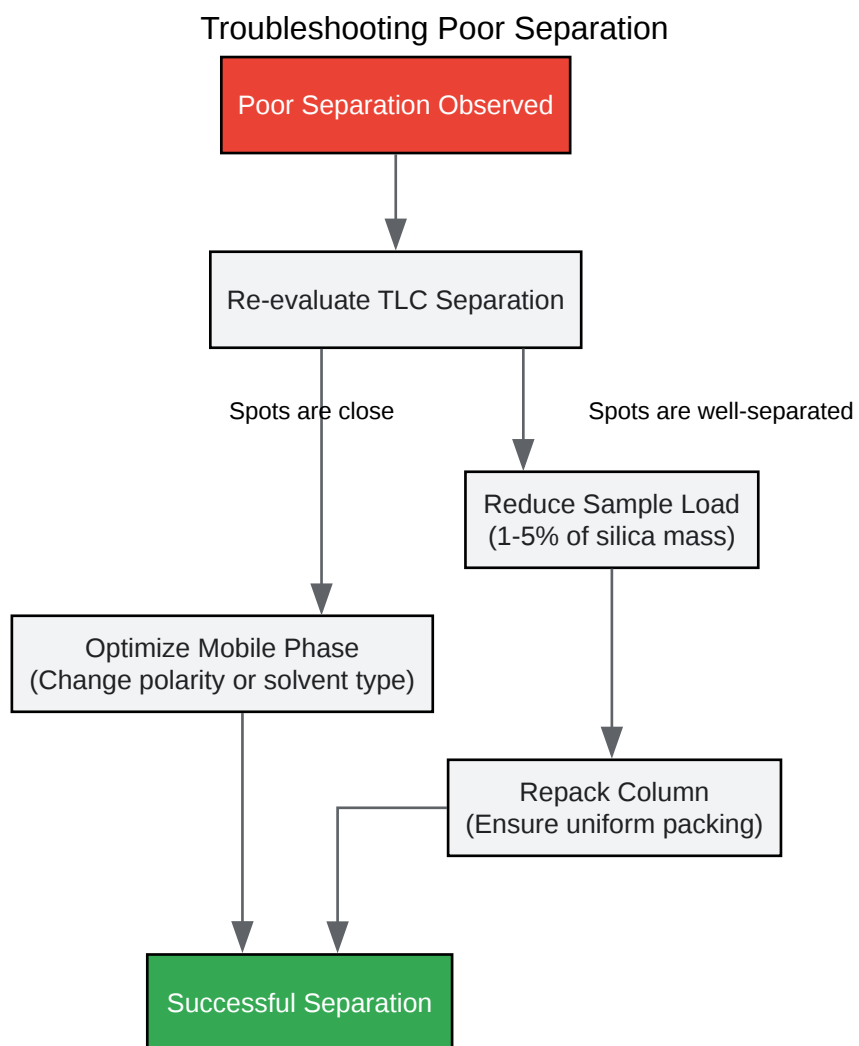 Troubleshooting Poor Separation
Poor Separation Observed
Re-evaluate TLC Separation
Spots are close
Spots are well-separated
Reduce Sample Load
(1-5% of silica mass)
Optimize Mobile Phase
(Change polarity or solvent type)
Repack Column
(Ensure uniform packing)
Successful Separation